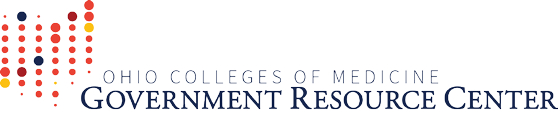 OHIO COLLEGES OF MEDICINE
GOVERNMENT RESOURCE CENTER